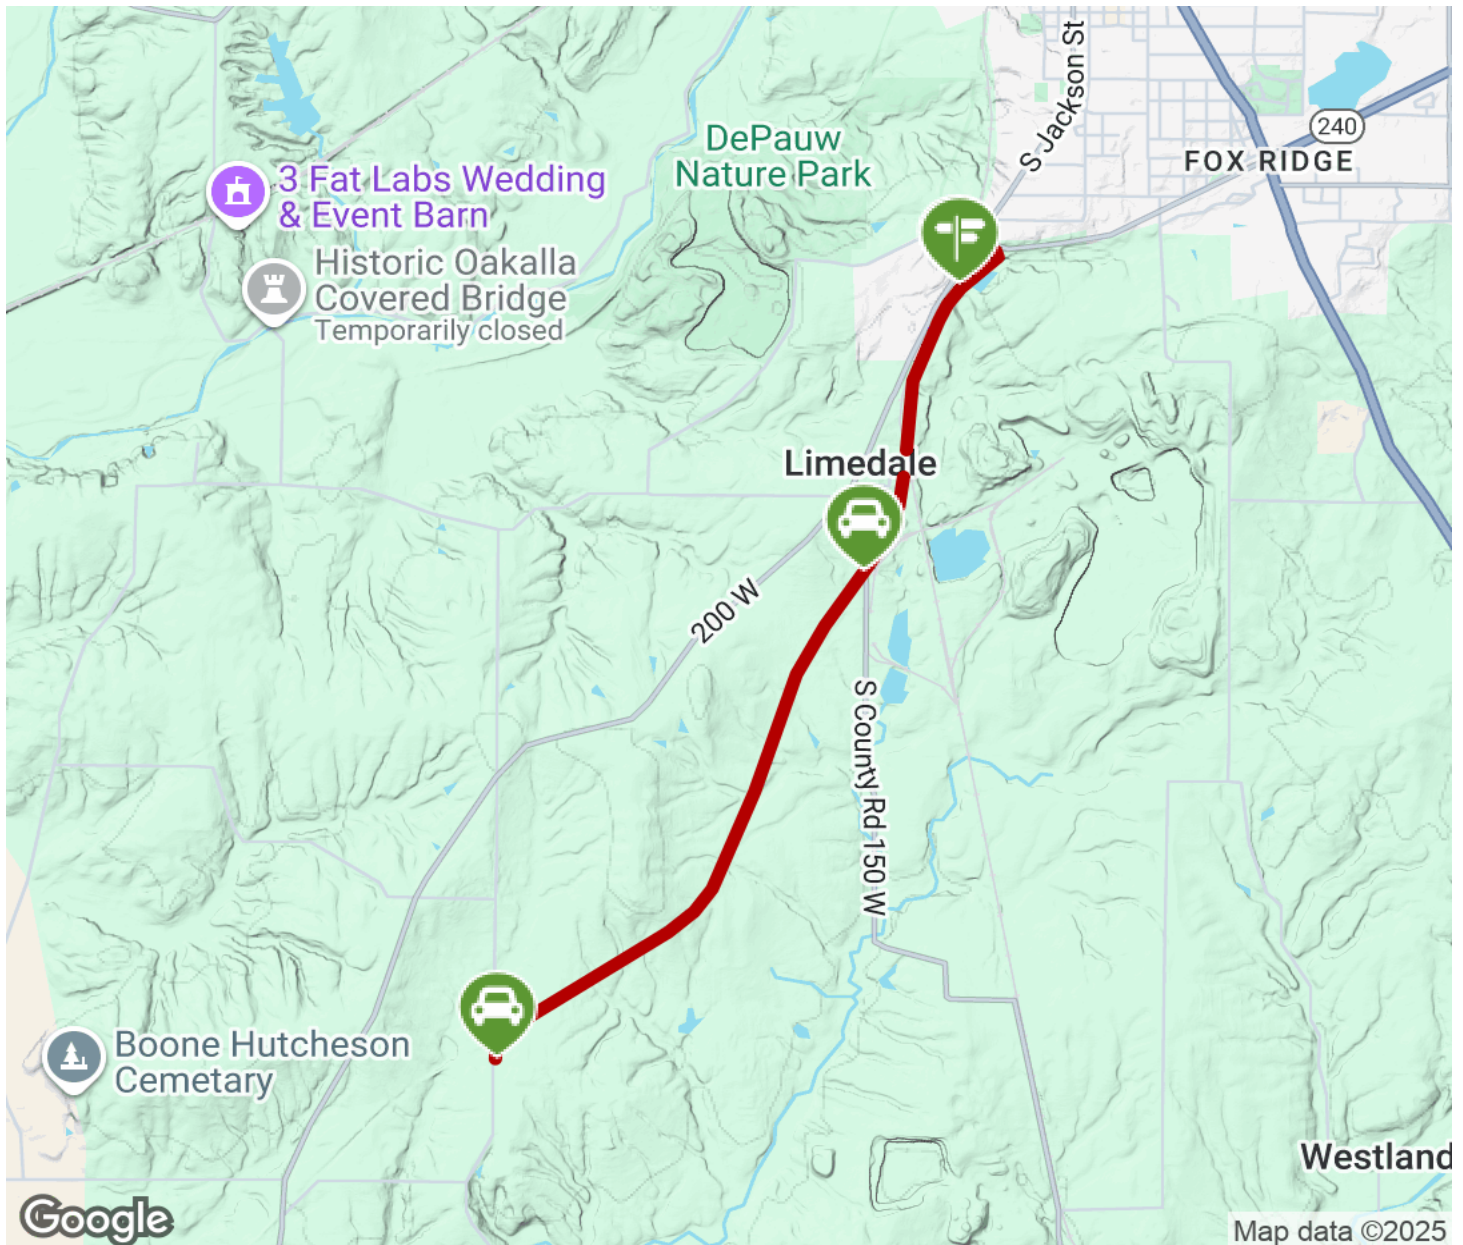 S Jackson St
240
FOX RIDGE
DePauw
Nature Park
3 Fat Labs Wedding
& Event Barn
Historic Oakalla
Covered Bridge
Temporarily closed
Limedale
200 W
S County Rd 150 W
Boone Hutcheson
Cemetary
Westland
Google
Map data ©2025